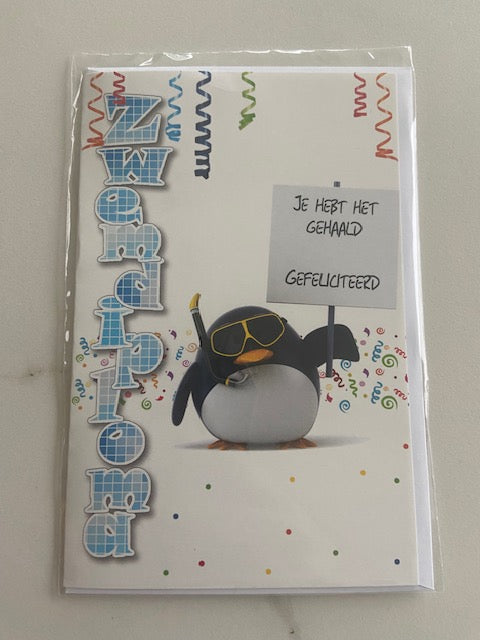 Zwemdiploma
JE HEBT HET
GEHAALD
GEFELICITEERD